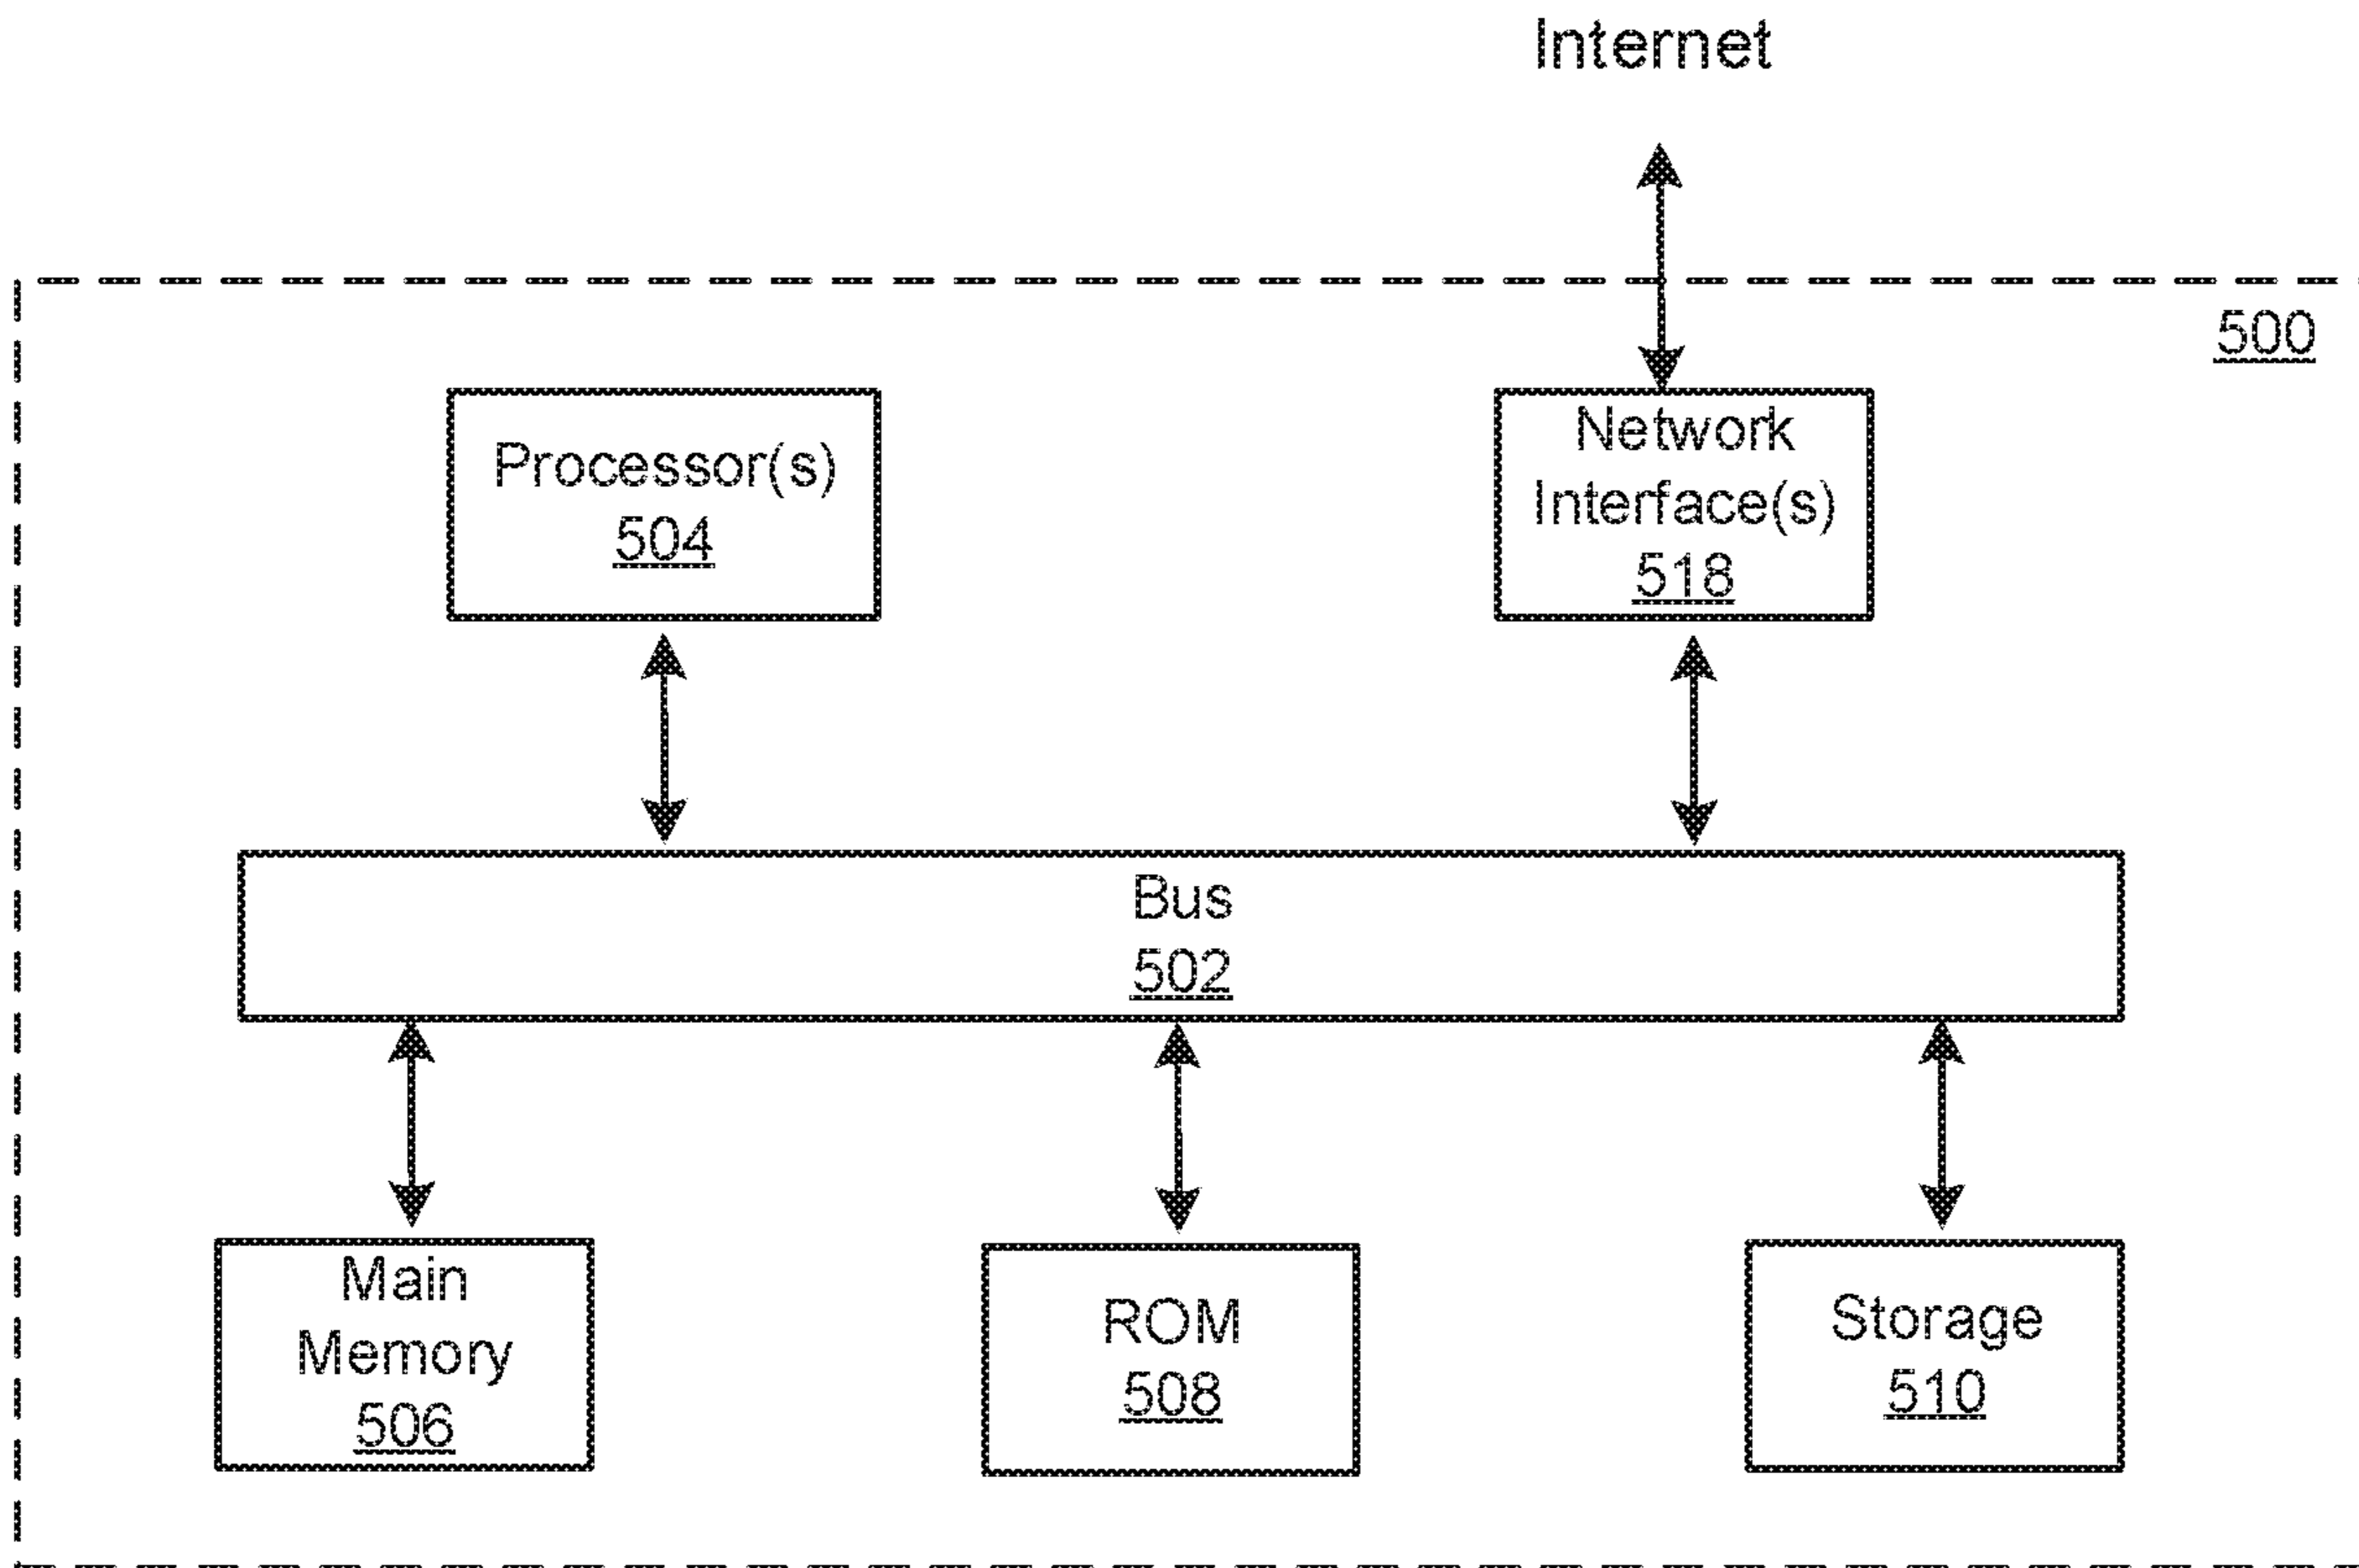 Internet
500
Processor(s)
504
Network
Interface(s)
518
Bus
502
Main
Memory
506
ROM
508
Storage
510